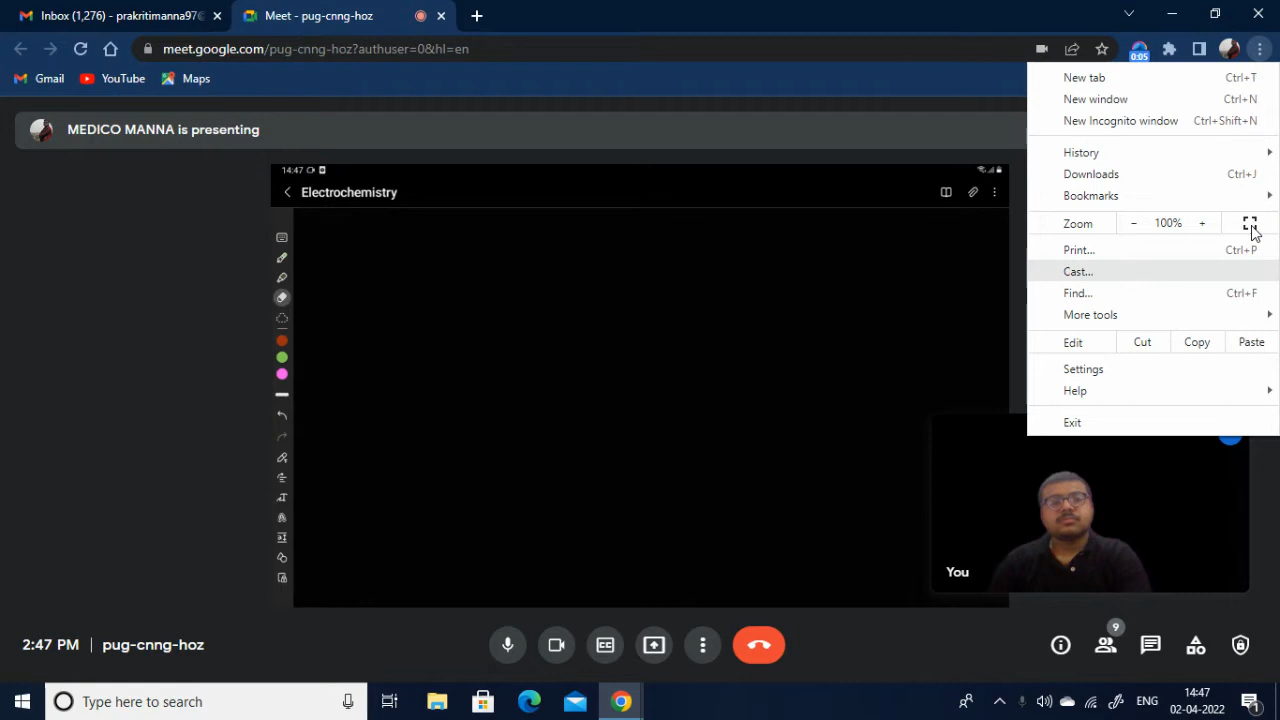 Inbox (1,276) - prakritimanna97@
Meet - pug-cnng-hoz
meet.google.com/pug-cnng-hoz?authuser=0&hl=en
0:05
Gmail
YouTube
Maps
MEDICO MANNA is presenting
14:47
Electrochemistry
New tab Ctrl+T
New window Ctrl+N
New Incognito window Ctrl+Shift+N
History
Downloads Ctrl+J
Bookmarks
Zoom - 100% +
Print... Ctrl+P
Cast...
Find... Ctrl+F
More tools
Edit Cut Copy Paste
Settings
Help
Exit
You
2:47 PM | pug-cnng-hoz
CC
9
Type here to search
ENG
14:47
02-04-2022
1